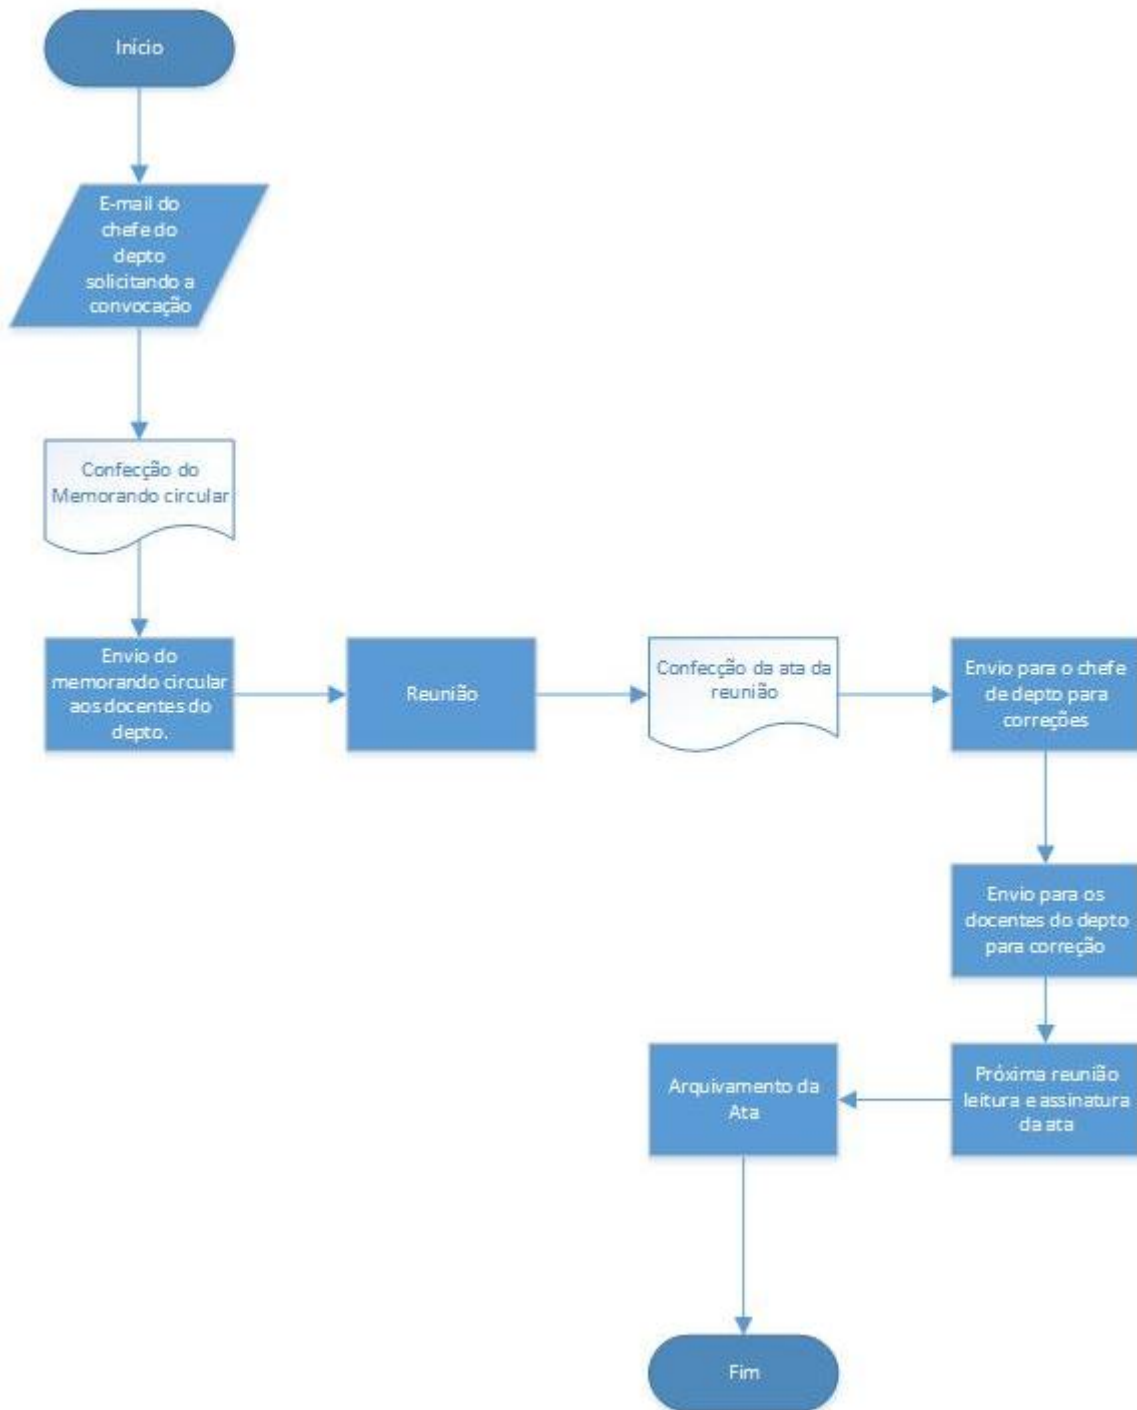 Início
E-mail do
chefe do
depto
solicitando a
convocação
Confecção do
Memorando circular
Envio do
memorando circular
aos docentes do
depto.
Reunião
Confecção da ata da
reunião
Envio para o chefe
de depto para
correções
Envio para os
docentes do depto
para correção
Próxima reunião
leitura e assinatura
da ata
Arquivamento da
Ata
Fim